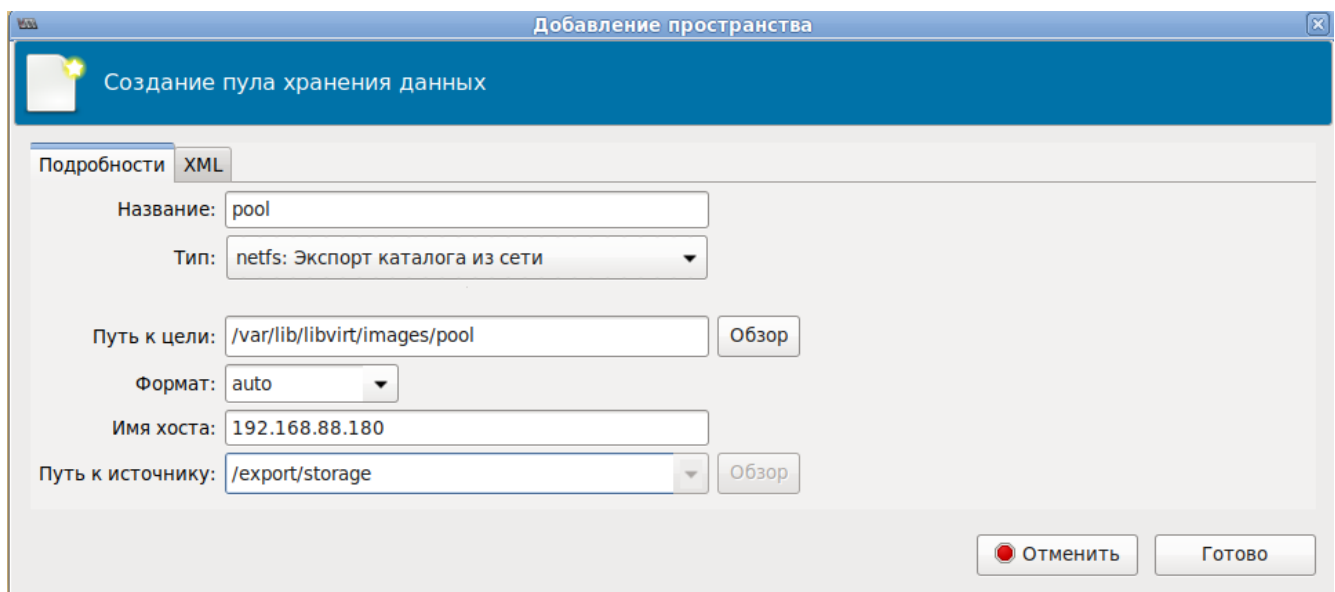 Добавление пространства
Создание пула хранения данных
Подробности XML
Название: pool
Тип: netfs: Экспорт каталога из сети
Путь к цели: /var/lib/libvirt/images/pool Обзор
Формат: auto
Имя хоста: 192.168.88.180
Путь к источнику: /export/storage Обзор
Отменить Готово